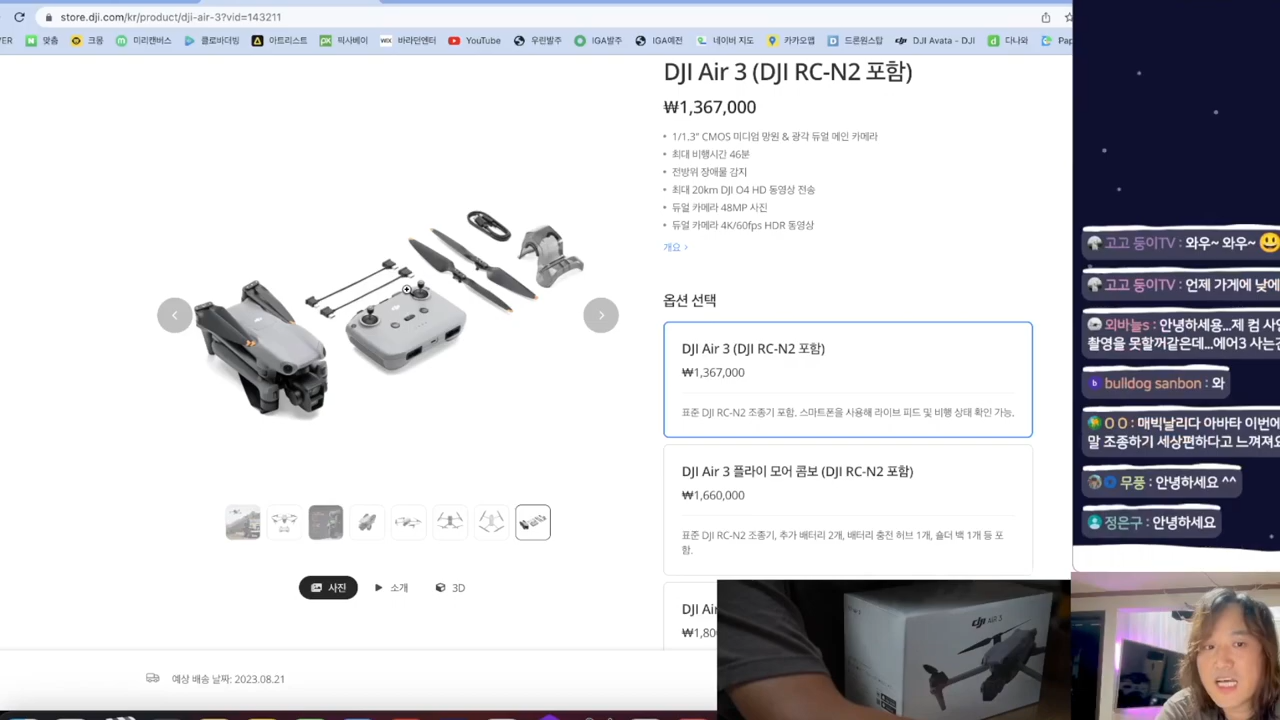 store.dji.com/kr/product/dji-air-3?vid=143211
맞춤
크몽
미리캔버스
클로바더빙
아트리스트
픽사베이
바라던엔터
YouTube
우린발주
IGA발주
IGA예전
네이버 지도
카카오맵
드론원스탑
DJI Avata - DJI
다나와
DJI Air 3 (DJI RC-N2 포함)
₩1,367,000
1/1.3" CMOS 미디엄 망원 & 광각 듀얼 메인 카메라
최대 비행시간 46분
전방위 장애물 감지
최대 20km DJI O4 HD 동영상 전송
듀얼 카메라 48MP 사진
듀얼 카메라 4K/60fps HDR 동영상
개요 >
옵션 선택
DJI Air 3 (DJI RC-N2 포함)
₩1,367,000
표준 DJI RC-N2 조종기 포함. 스마트폰을 사용해 라이브 피드 및 비행 상태 확인 가능.
DJI Air 3 플라이 모어 콤보 (DJI RC-N2 포함)
₩1,660,000
표준 DJI RC-N2 조종기, 추가 배터리 2개, 배터리 충전 허브 1개, 숄더 백 1개 등 포
함.
DJI Ai
₩1,80
사진
소개
3D
예상 배송 날짜: 2023.08.21
고고 둥이TV : 와우~ 와우~
고고 둥이TV : 언제 가게에 낮에
외바늘s : 안녕하세용...제 컴 사
촬영을 못할꺼같은데...에어3 사는
bulldog sanbon : 와
O O : 매빅날리다 아바타 이번에
말 조종하기 세상편하다고 느껴져요
무풍 : 안녕하세요 ^^
정은구 : 안녕하세요
dji AIR 3